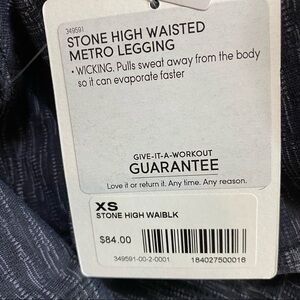 349591
STONE HIGH WAISTED
METRO LEGGING
• WICKING. Pulls sweat away from the body
so it can evaporate faster
GIVE-IT-A-WORKOUT
GUARANTEE
Love it or return it. Any time. Any reason.
XS
STONE HIGH WAIBLK
$84.00
349591-00-2-0001
184027500016